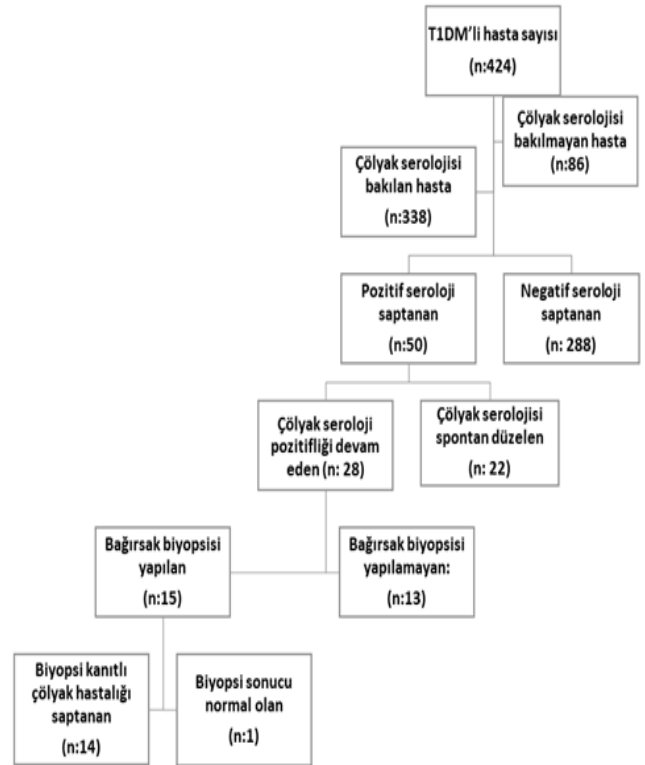 T1DM'li hasta sayısı
(n:424)
Çölyak serolojisi
bakılmayan hasta
(n:86)
Çölyak serolojisi
bakılan hasta
(n:338)
Pozitif seroloji
saptanan
(n:50)
Negatif seroloji
saptanan
(n: 288)
Çölyak seroloji
pozitifliği devam
eden (n: 28)
Çölyak serolojisi
spontan düzelen
(n: 22)
Bağırsak biyopsisi
yapılan
(n:15)
Bağırsak biyopsisi
yapılamayan:
(n:13)
Biyopsi kanıtlı
çölyak hastalığı
saptanan
(n:14)
Biyopsi sonucu
normal olan
(n:1)